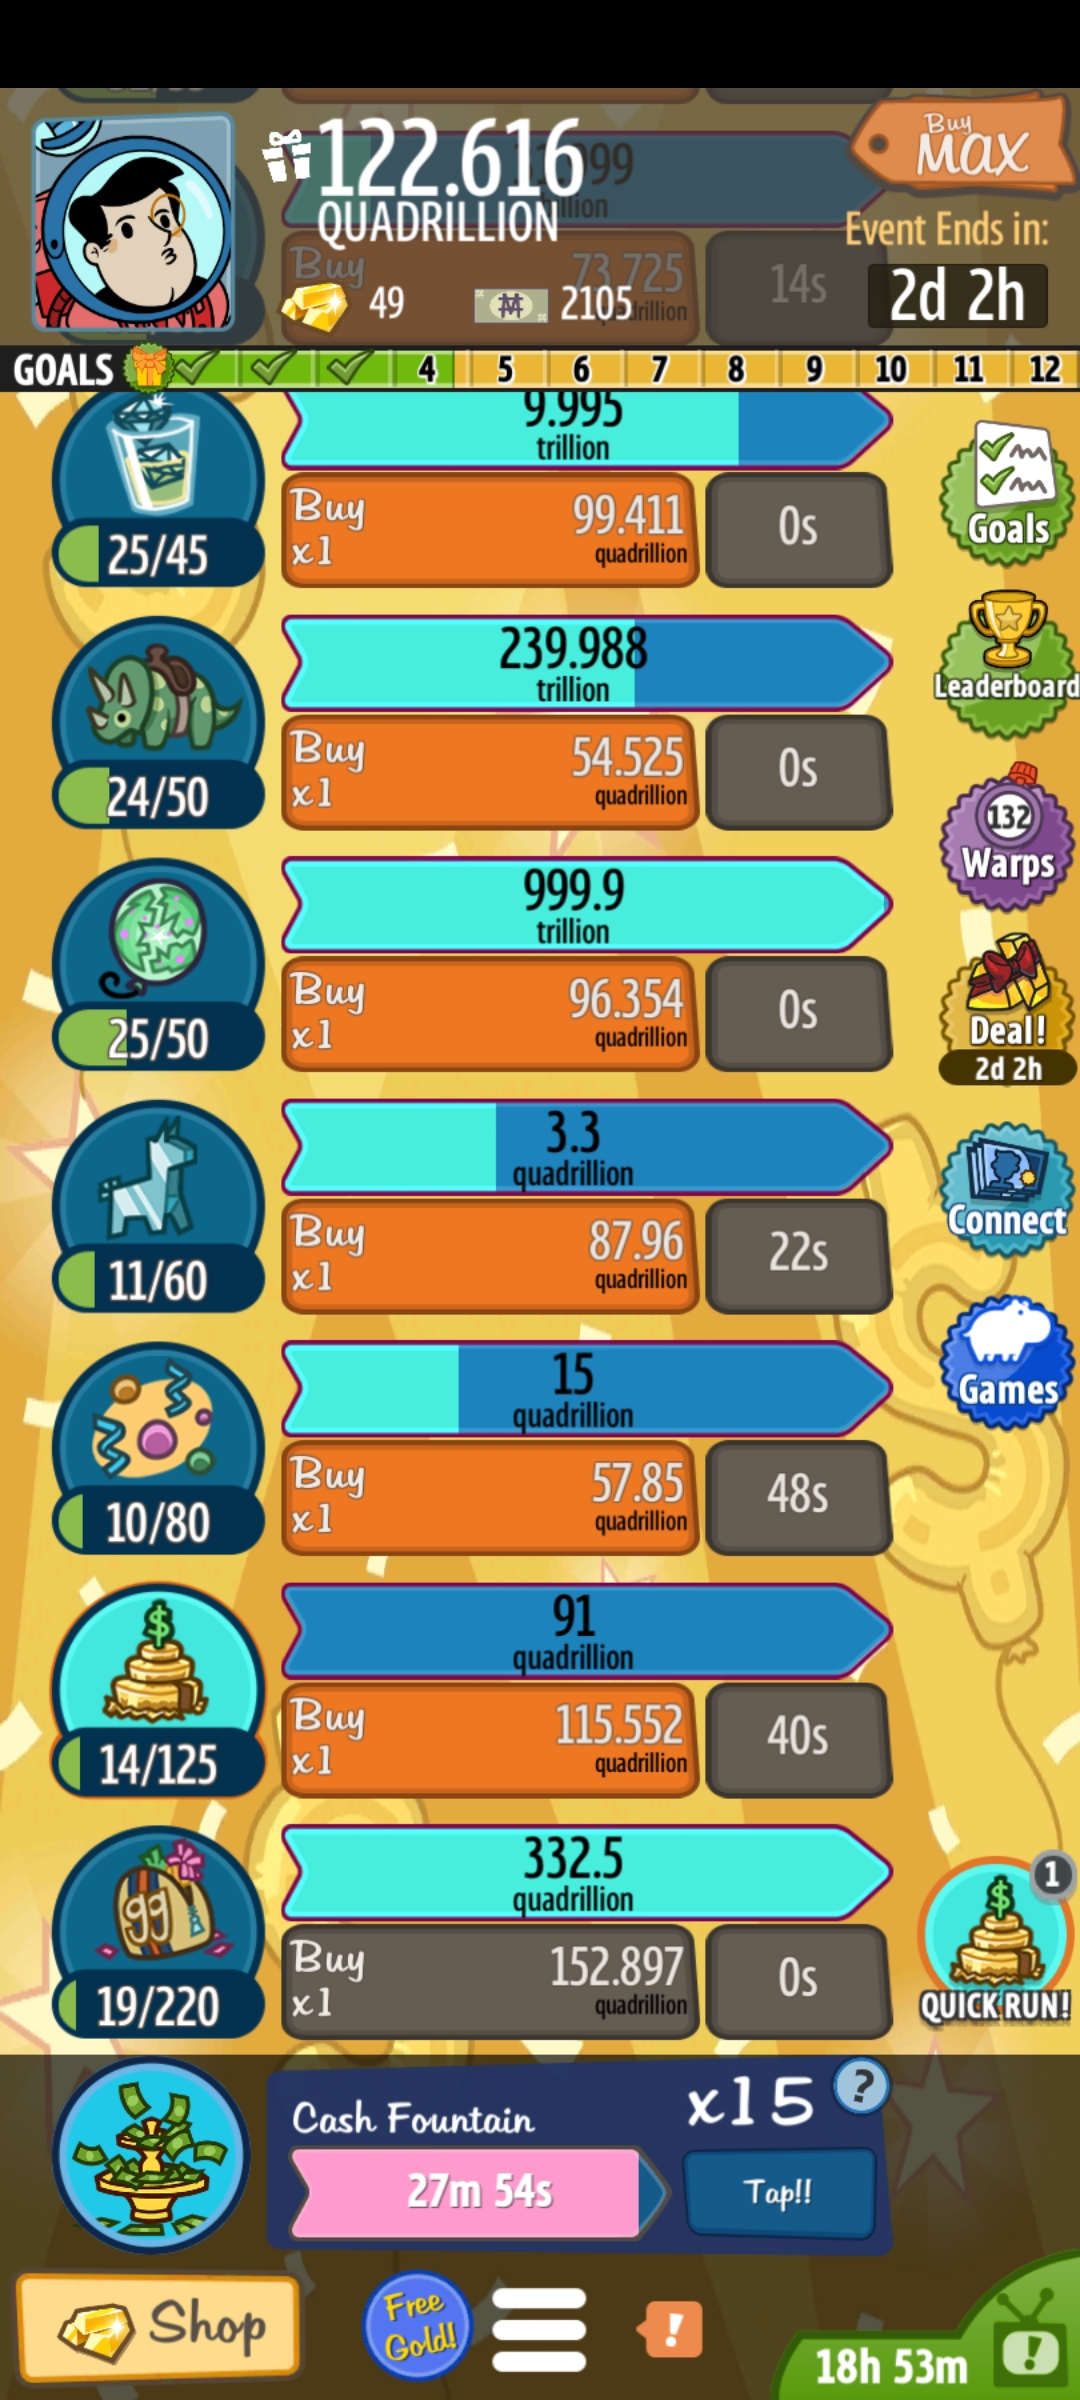 122.616
QUADRILLION
Buy
MAX
Event Ends in:
2d 2h
49
2105
Buy
73.725
14s
GOALS
4 5 6 7 8 9 10 11 12
9.995
trillion
25/45
Buy
x1
99.411
quadrillion
0s
Goals
239.988
trillion
24/50
Buy
x1
54.525
quadrillion
0s
Leaderboard
132
Warps
999.9
trillion
25/50
Buy
x1
96.354
quadrillion
0s
Deal!
2d 2h
3.3
quadrillion
11/60
Buy
x1
87.96
quadrillion
22s
Connect
15
quadrillion
10/80
Buy
x1
57.85
quadrillion
48s
Games
$
91
quadrillion
14/125
Buy
x1
115.552
quadrillion
40s
99
332.5
quadrillion
19/220
Buy
x1
152.897
quadrillion
0s
1
$
QUICK RUN!
Cash Fountain
x15
?
27m 54s
Tap!!
Shop
Free
Gold!
!
18h 53m
!